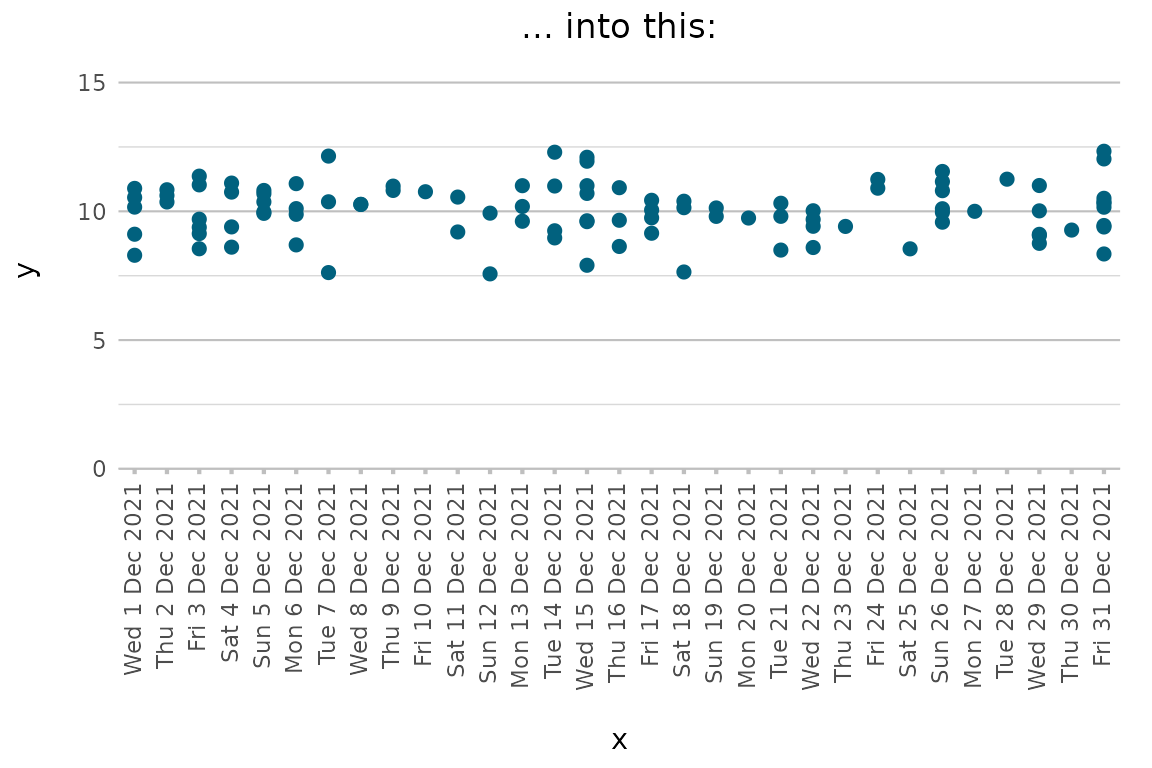 ... into this:
15
10
5
0
y
Wed 1 Dec 2021
Thu 2 Dec 2021
Fri 3 Dec 2021
Sat 4 Dec 2021
Sun 5 Dec 2021
Mon 6 Dec 2021
Tue 7 Dec 2021
Wed 8 Dec 2021
Thu 9 Dec 2021
Fri 10 Dec 2021
Sat 11 Dec 2021
Sun 12 Dec 2021
Mon 13 Dec 2021
Tue 14 Dec 2021
Wed 15 Dec 2021
Thu 16 Dec 2021
Fri 17 Dec 2021
Sat 18 Dec 2021
Sun 19 Dec 2021
Mon 20 Dec 2021
Tue 21 Dec 2021
Wed 22 Dec 2021
Thu 23 Dec 2021
Fri 24 Dec 2021
Sat 25 Dec 2021
Sun 26 Dec 2021
Mon 27 Dec 2021
Tue 28 Dec 2021
Wed 29 Dec 2021
Thu 30 Dec 2021
Fri 31 Dec 2021
x